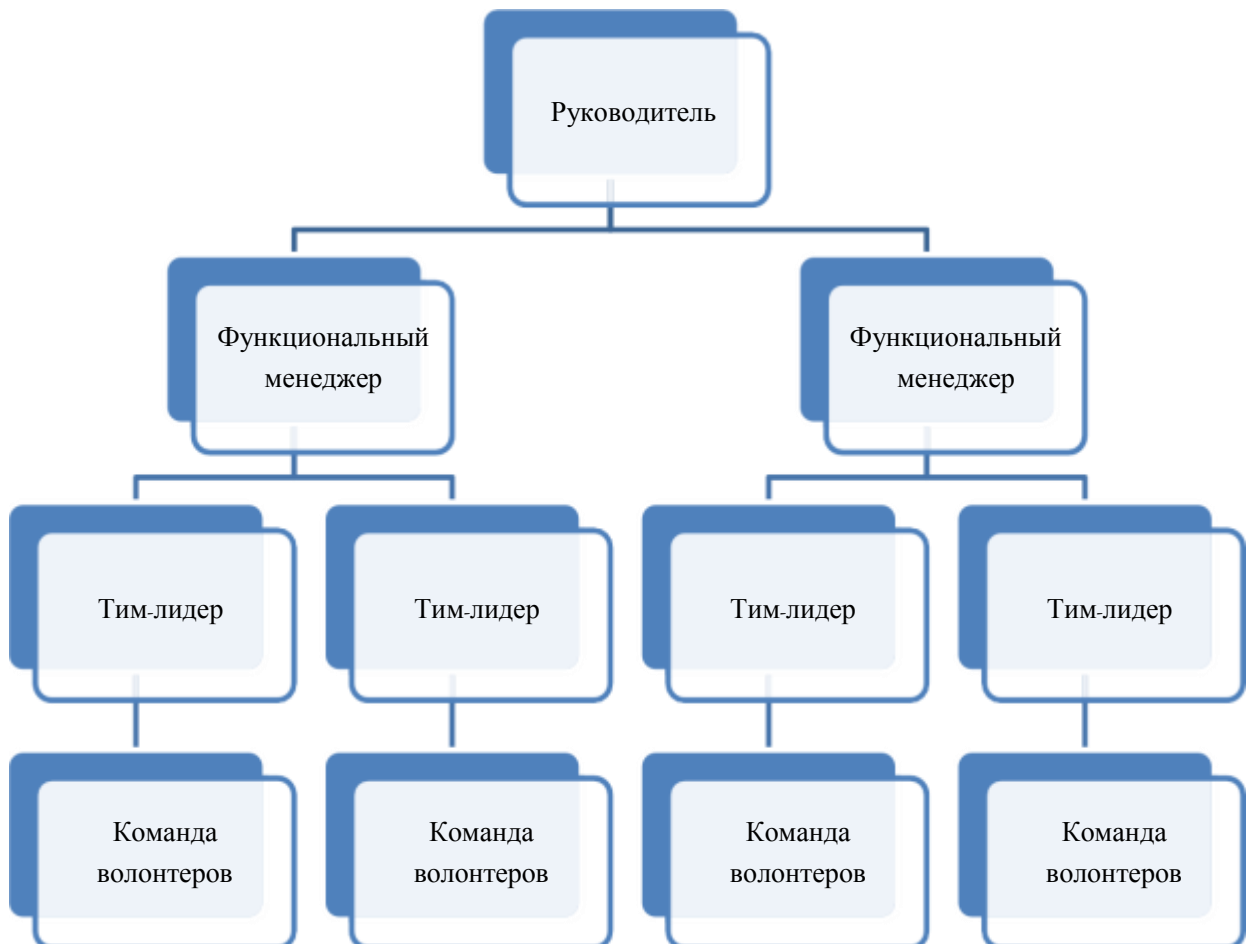 Руководитель
Функциональный
менеджер
Функциональный
менеджер
Тим-лидер
Тим-лидер
Тим-лидер
Тим-лидер
Команда
волонтеров
Команда
волонтеров
Команда
волонтеров
Команда
волонтеров